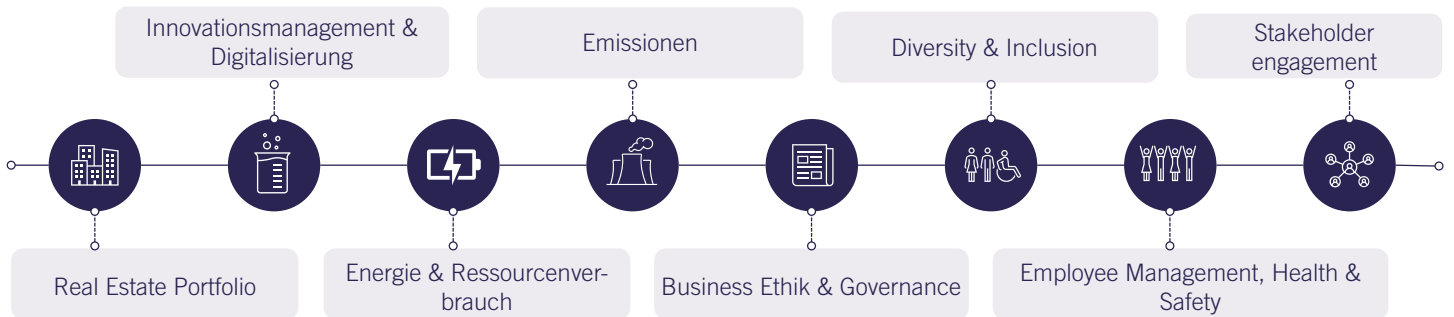 Innovationsmanagement &
Digitalisierung
Emissionen
Diversity & Inclusion
Stakeholder
engagement
Real Estate Portfolio
Energie & Ressourcenver-
brauch
Business Ethik & Governance
Employee Management, Health &
Safety